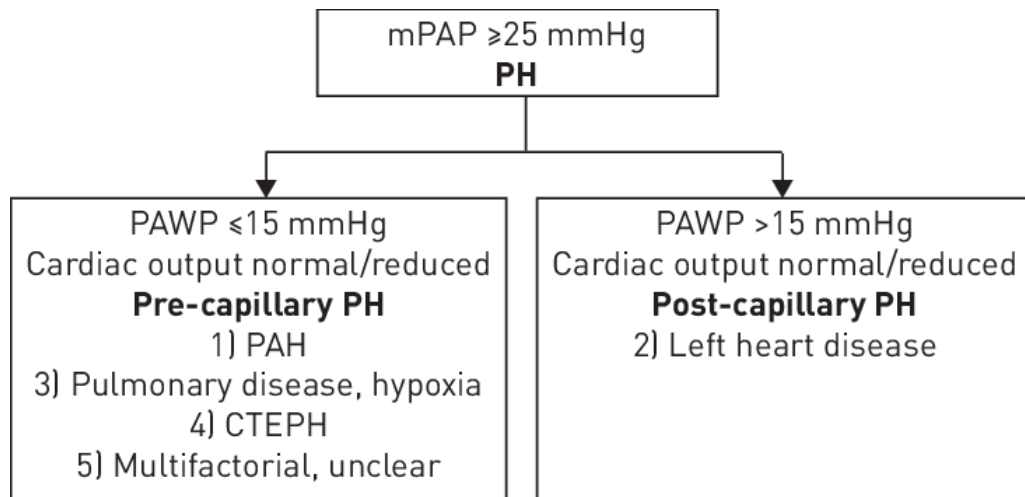 mPAP ⩾25 mmHg
PH
PAWP ⩽15 mmHg
Cardiac output normal/reduced
Pre-capillary PH
1) PAH
3) Pulmonary disease, hypoxia
4) CTEPH
5) Multifactorial, unclear
PAWP >15 mmHg
Cardiac output normal/reduced
Post-capillary PH
2) Left heart disease